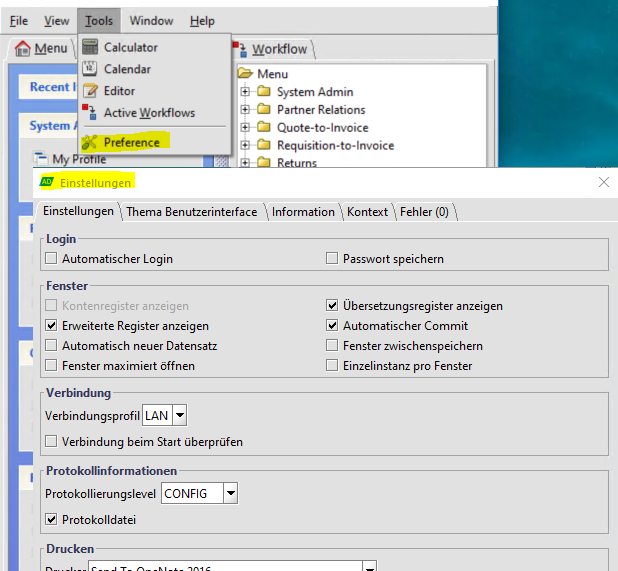 File View Tools Window Help
Menu
Calculator
12 Calendar
Editor
Active Workflows
Preference
Recent I
System A
My Profile
Workflow
Menu
System Admin
Partner Relations
Quote-to-Invoice
Requisition-to-Invoice
Returns
AD Einstellungen
Einstellungen Thema Benutzerinterface Information Kontext Fehler (0)
Login
Automatischer Login Passwort speichern
Fenster
Kontenregister anzeigen Übersetzungsregister anzeigen
Erweiterte Register anzeigen Automatischer Commit
Automatisch neuer Datensatz Fenster zwischenspeichern
Fenster maximiert öffnen Einzelinstanz pro Fenster
Verbindung
Verbindungsprofil LAN
Verbindung beim Start überprüfen
Protokollinformationen
Protokollierungslevel CONFIG
Protokolldatei
Drucken
Drucker Send To OneNote 2016